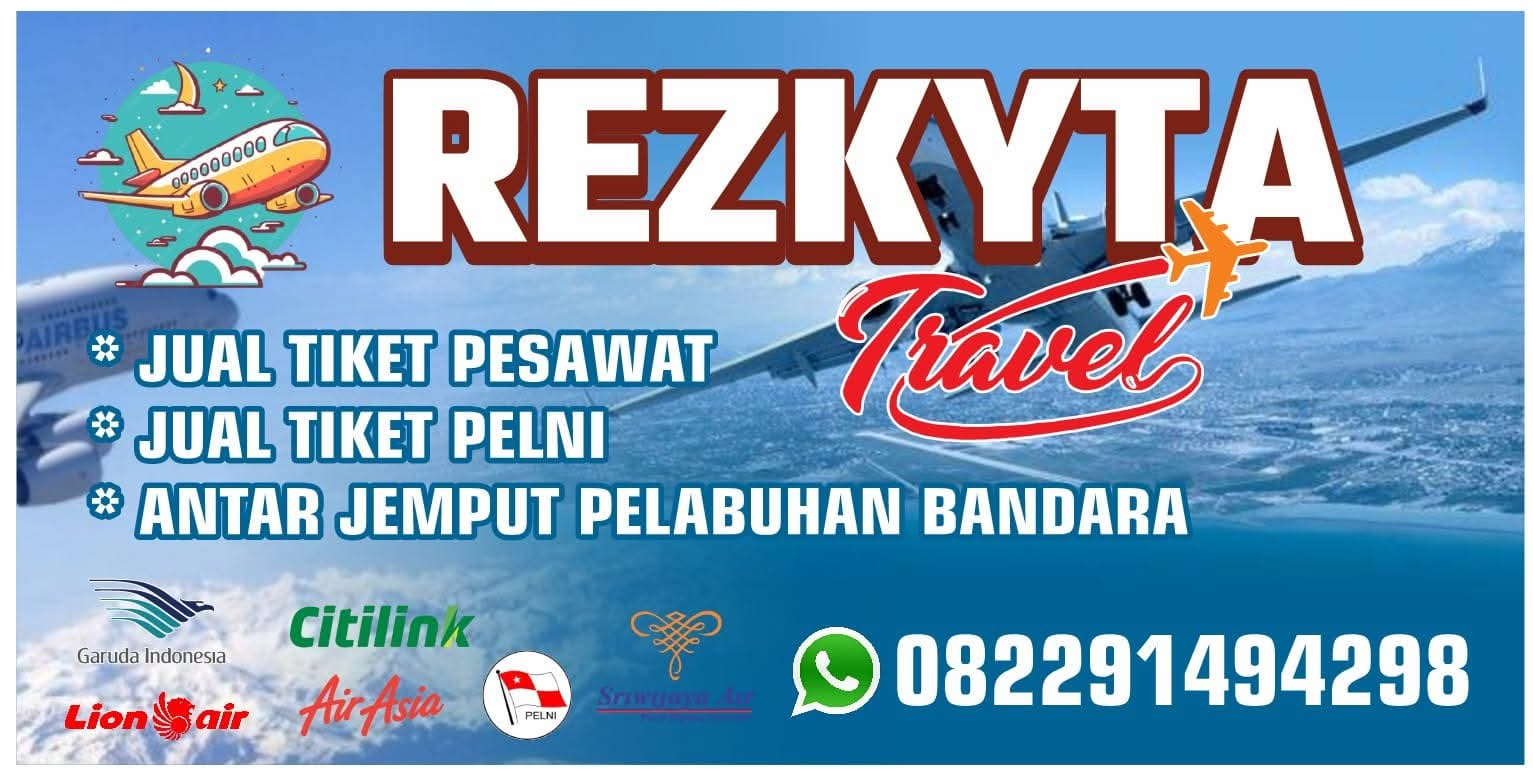 REZKYTA
Travel
PAIRBUS
* JUAL TIKET PESAWAT
* JUAL TIKET PELNI
* ANTAR JEMPUT PELABUHAN BANDARA
Garuda Indonesia
Citilink
Lion air
AirAsia
PELNI
Sriwijaya Air
082291494298